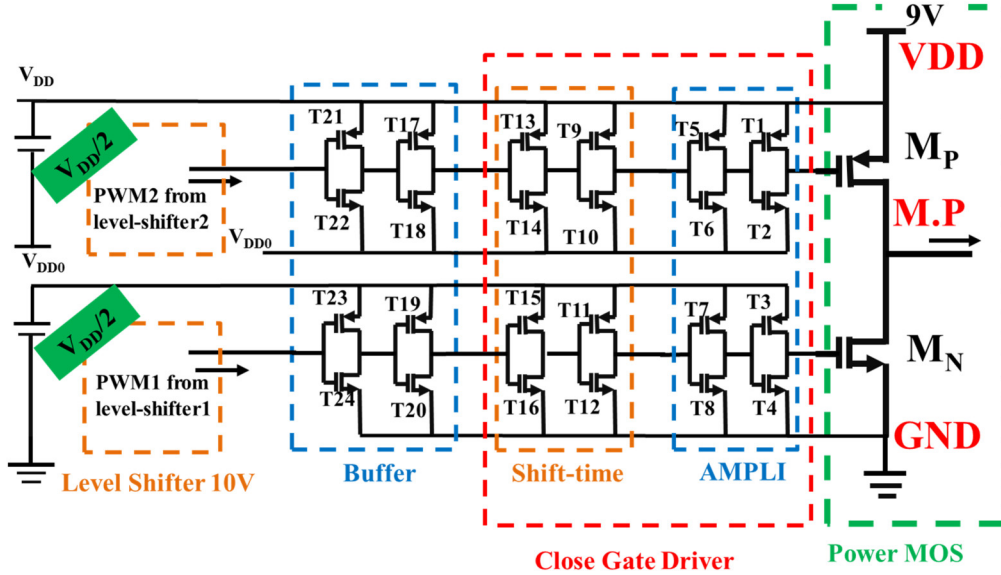 9V
VDD
VDD
VDD/2
PWM2 from
level-shifter2
VDD0
VDD0
T21
T17
T13
T9
T5
T1
T22
T18
T14
T10
T6
T2
MP
M.P
VDD/2
PWM1 from
level-shifter1
T23
T19
T15
T11
T7
T3
T24
T20
T16
T12
T8
T4
MN
GND
Level Shifter 10V
Buffer
Shift-time
AMPLI
Close Gate Driver
Power MOS